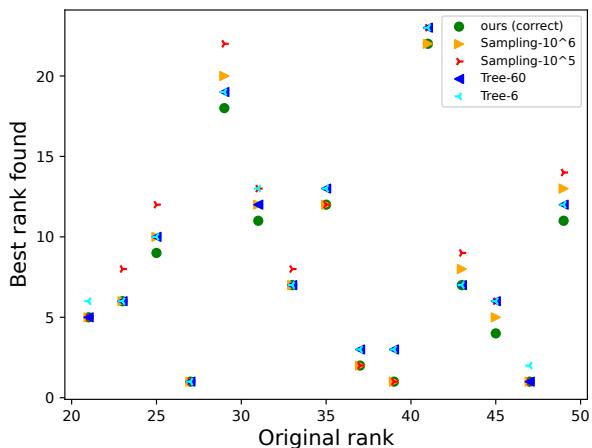 ours (correct)
Sampling-10^6
Sampling-10^5
Tree-60
Tree-6
Best rank found
20
15
10
5
0
20 25 30 35 40 45 50
Original rank